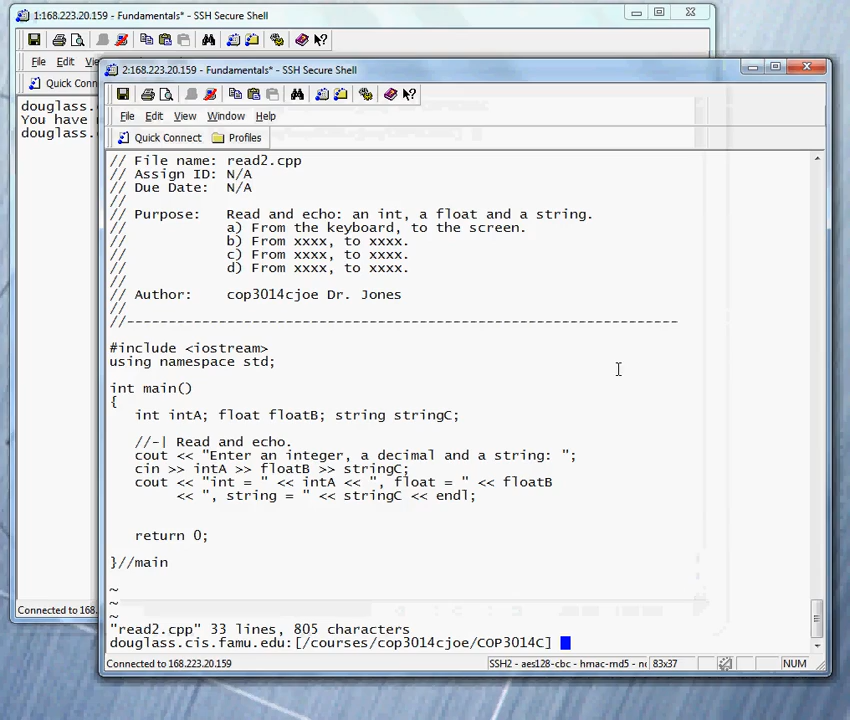 1:168.223.20.159 - Fundamentals* - SSH Secure Shell
File Edit
Quick Conn
douglass.
You have
douglass.
Connected to 168.
2:168.223.20.159 - Fundamentals* - SSH Secure Shell
File Edit View Window Help
Quick Connect Profiles
// File name: read2.cpp
// Assign ID: N/A
// Due Date: N/A
//
// Purpose: Read and echo: an int, a float and a string.
// a) From the keyboard, to the screen.
// b) From xxxx, to xxxx.
// c) From xxxx, to xxxx.
// d) From xxxx, to xxxx.
//
// Author: cop3014cjoe Dr. Jones
//
//------------------------------------------------------------------
#include <iostream>
using namespace std;
int main()
{
int intA; float floatB; string stringC;
//-| Read and echo.
cout << "Enter an integer, a decimal and a string: ";
cin >> intA >> floatB >> stringC;
cout << "int = " << intA << ", float = " << floatB
<< ", string = " << stringC << endl;
return 0;
}//main
~
~
~
"read2.cpp" 33 lines, 805 characters
douglass.cis.famu.edu:[/courses/cop3014cjoe/COP3014C]
Connected to 168.223.20.159 SSH2 - aes128-cbc - hmac-md5 - 83x37 NUM